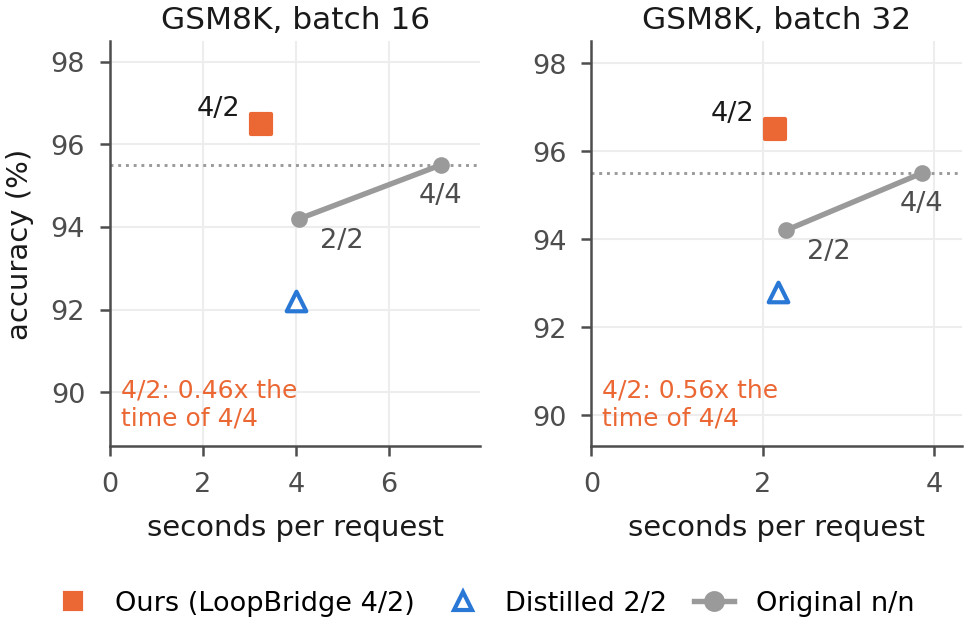 GSM8K, batch 16
98
96
94
92
90
accuracy (%)
4/2
4/4
2/2
4/2: 0.46x the
time of 4/4
0 2 4 6
seconds per request
GSM8K, batch 32
98
96
94
92
90
4/2
4/4
2/2
4/2: 0.56x the
time of 4/4
0 2 4
seconds per request
Ours (LoopBridge 4/2) Distilled 2/2 Original n/n